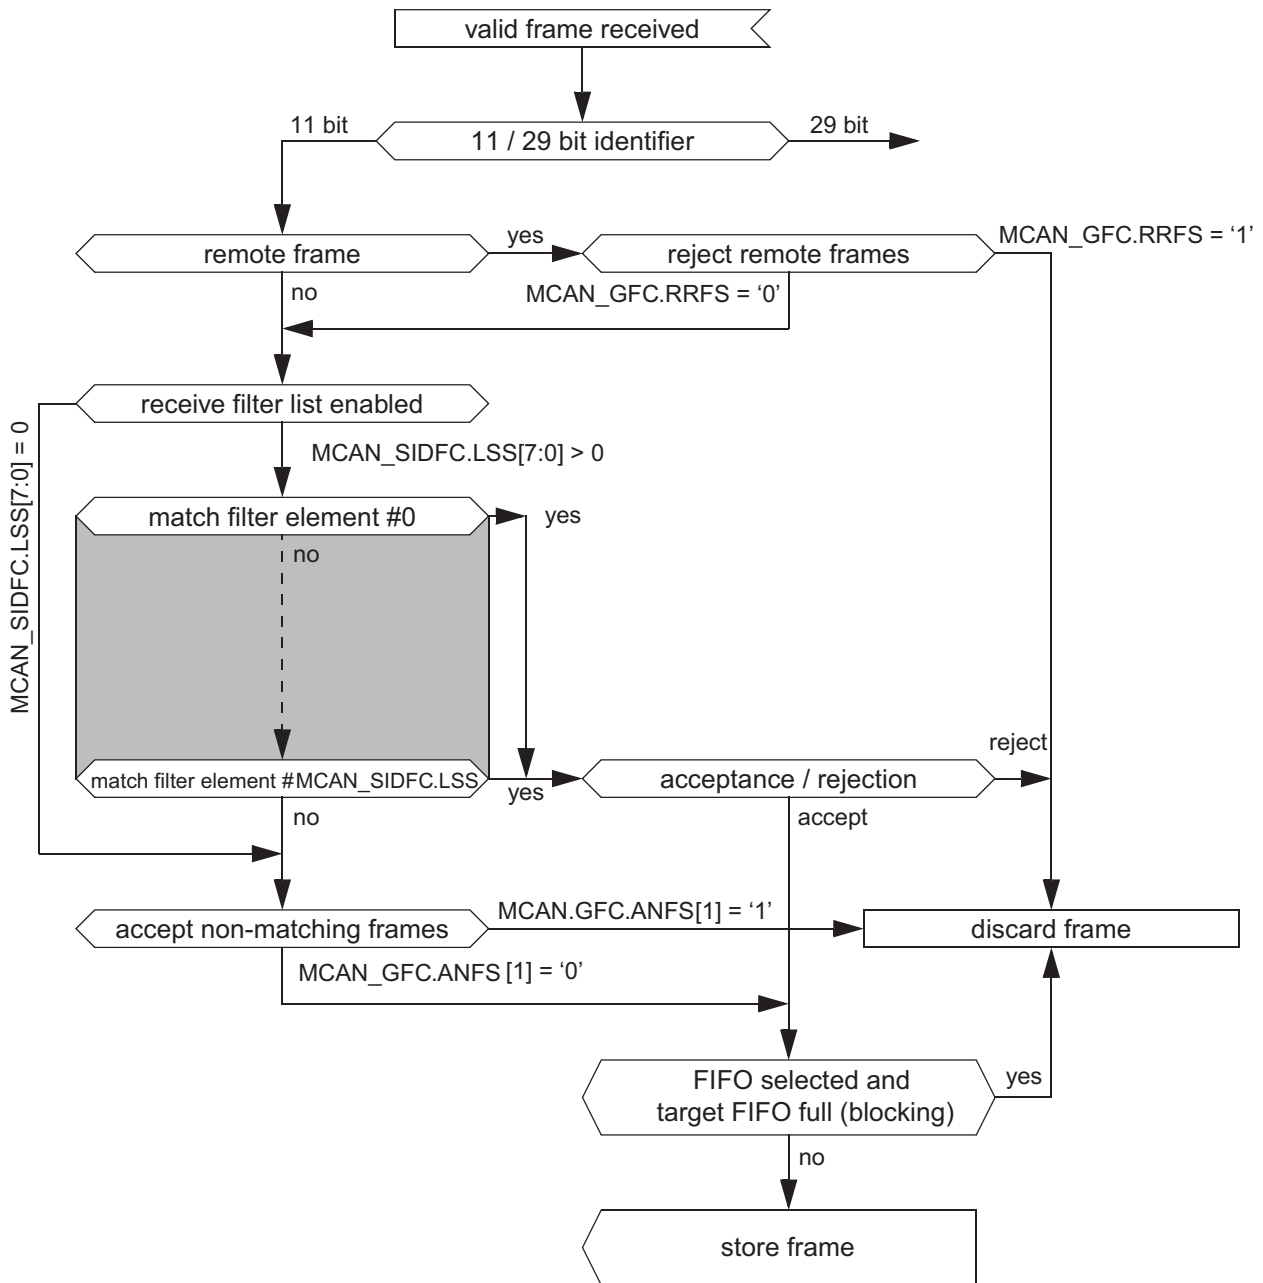 valid frame received
11 bit
11 / 29 bit identifier
29 bit
remote frame
yes
reject remote frames
MCAN_GFC.RRFS = ‘1’
no
MCAN_GFC.RRFS = ‘0’
receive filter list enabled
MCAN_SIDFC.LSS[7:0] = 0
MCAN_SIDFC.LSS[7:0] > 0
match filter element #0
yes
no
match filter element #MCAN_SIDFC.LSS
yes
acceptance / rejection
reject
no
accept
accept non-matching frames
MCAN.GFC.ANFS[1] = ‘1’
discard frame
MCAN_GFC.ANFS [1] = ‘0’
FIFO selected and
target FIFO full (blocking)
yes
no
store frame